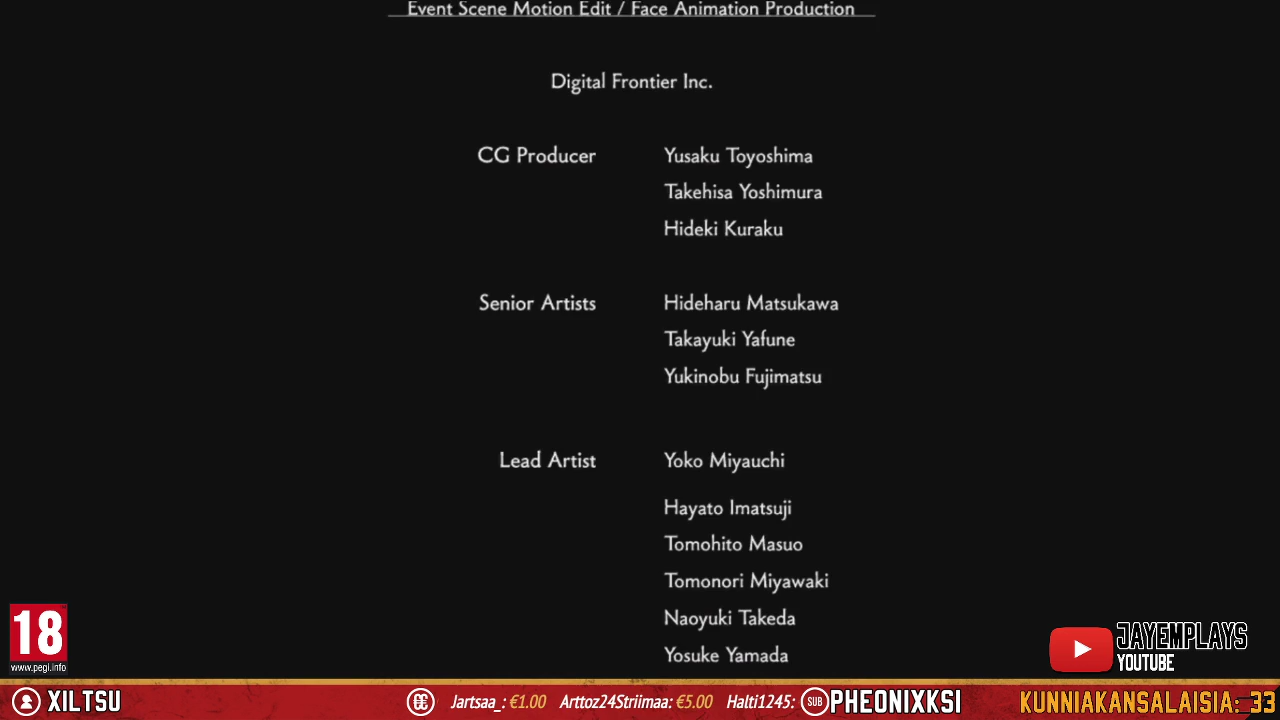 Event Scene Motion Edit / Face Animation Production
Digital Frontier Inc.
CG Producer Yusaku Toyoshima
Takehisa Yoshimura
Hideki Kuraku
Senior Artists Hideharu Matsukawa
Takayuki Yafune
Yukinobu Fujimatsu
Lead Artist Yoko Miyauchi
Hayato Imatsuji
Tomohito Masuo
Tomonori Miyawaki
Naoyuki Takeda
Yosuke Yamada
18
www.pegi.info
JAYEMPLAYS
YOUTUBE
XILTSU Jartsaa_: €1.00 Arttoz24Striimaa: €5.00 Halti1245: SUB PHEONIXKSI KUNNIAKANSALAISIA: 33